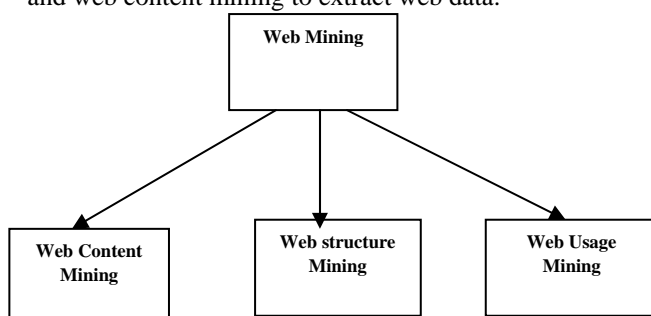 and web content mining to extract web data.
Web Mining
Web Content
Mining
Web structure
Mining
Web Usage
Mining